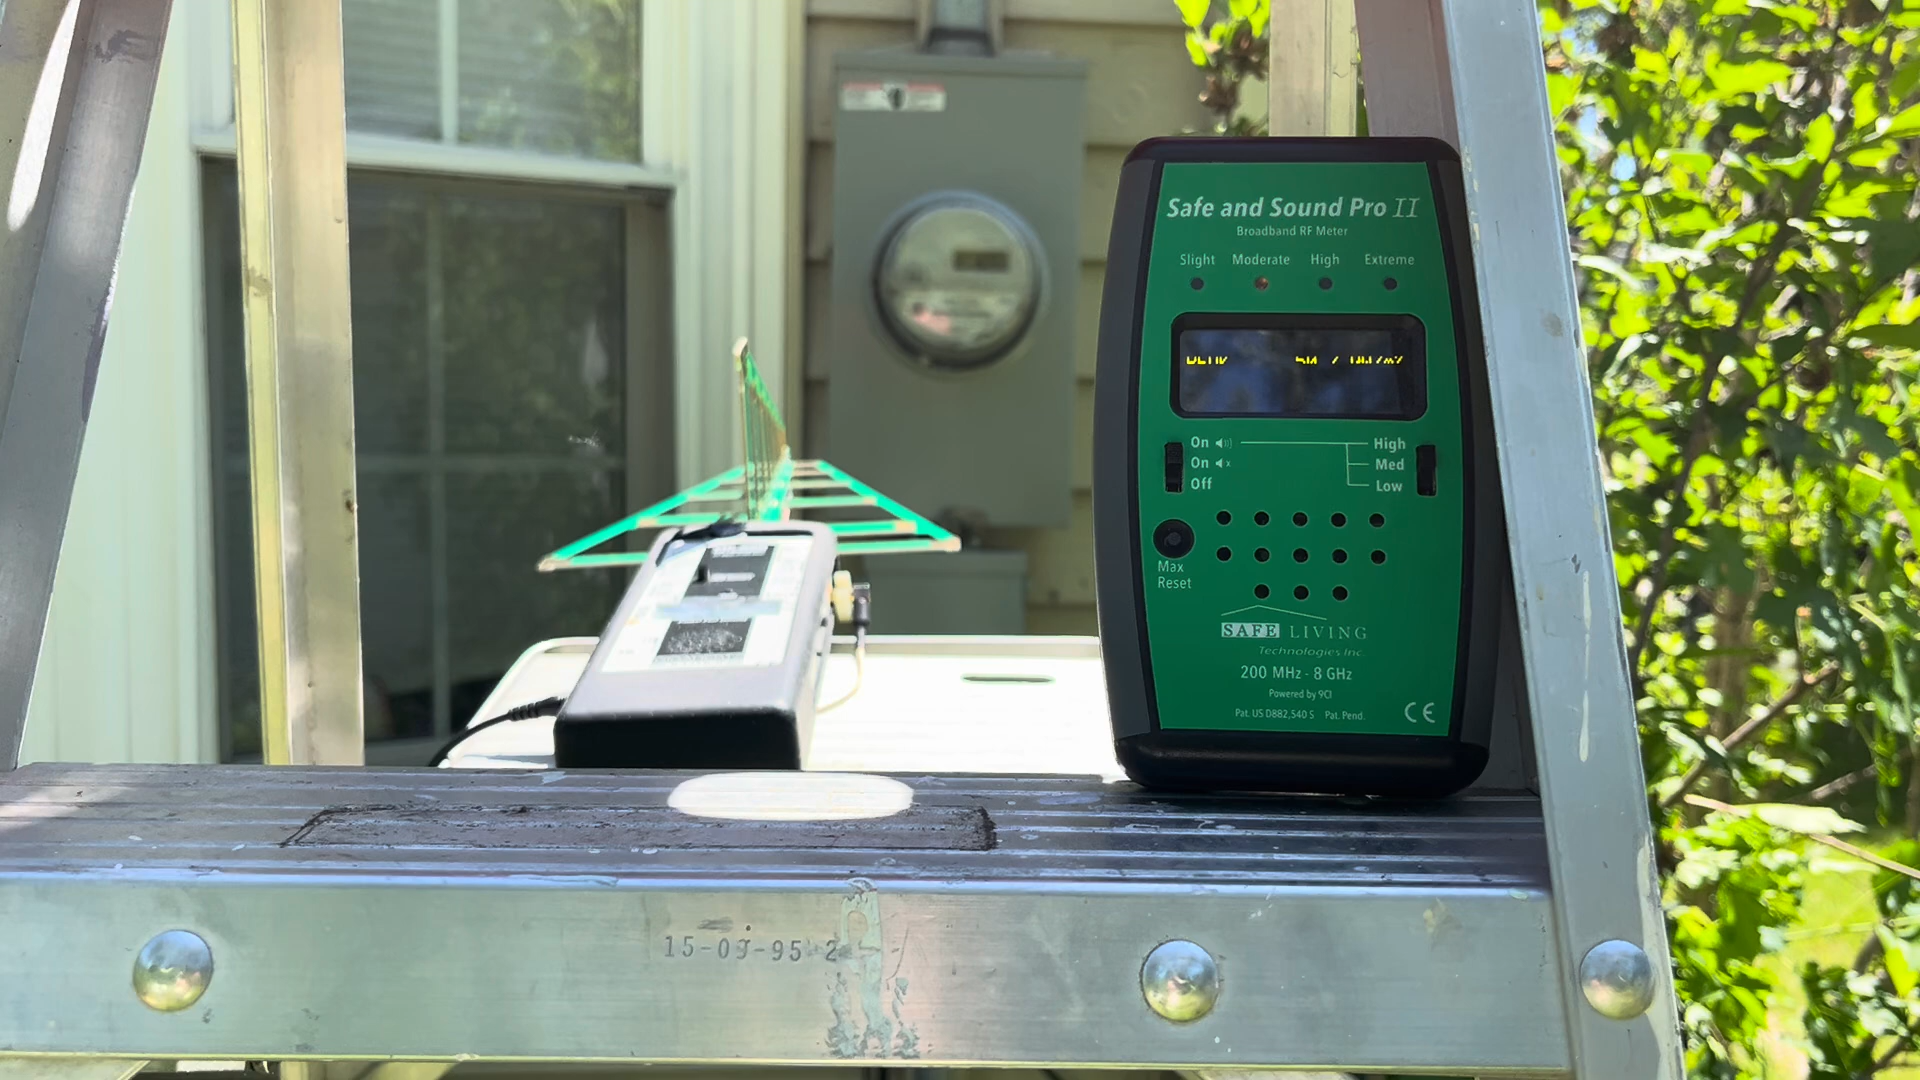 Safe and Sound Pro II
Broadband RF Meter
Slight Moderate High Extreme
On High
On Med
Off Low
Max
Reset
SAFE LIVING
Technologies Inc.
200 MHz - 8 GHz
Powered by 9CI
Pat. US D882,540 S Pat. Pend.
CE
15-09-95